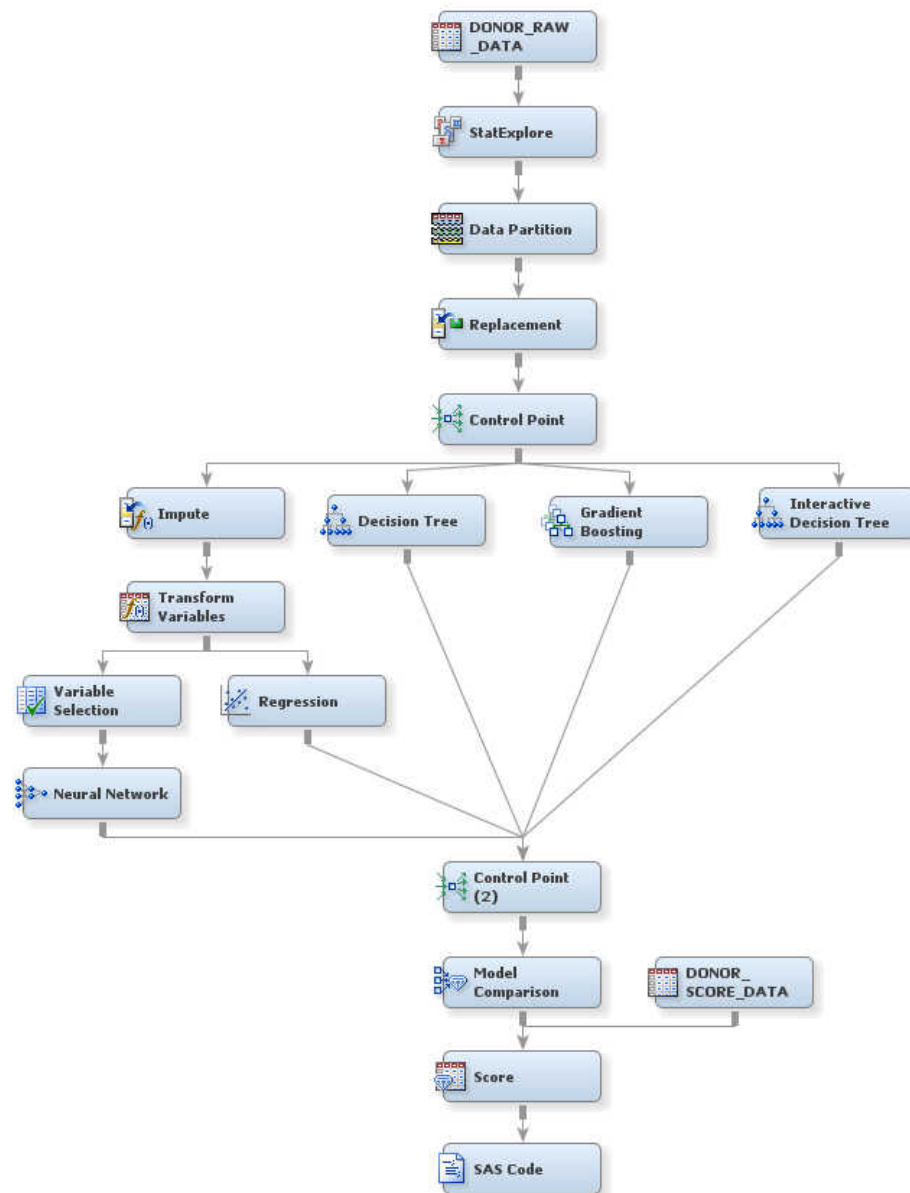 DONOR_RAW
_DATA
StatExplore
Data Partition
Replacement
Control Point
Impute
Decision Tree
Gradient
Boosting
Interactive
Decision Tree
Transform
Variables
Variable
Selection
Regression
Neural Network
Control Point
(2)
Model
Comparison
DONOR_
SCORE_DATA
Score
SAS Code